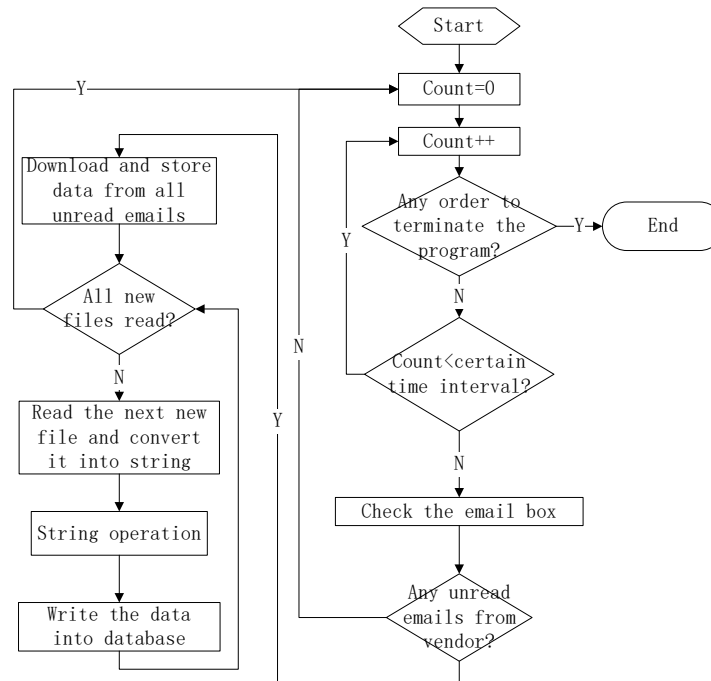 Start
Count=0
Count++
Any order to
terminate the
program?
Y
End
N
Y
Count<certain
time interval?
N
Check the email box
Any unread
emails from
vendor?
N
Y
Download and store
data from all
unread emails
All new
files read?
Y
N
Read the next new
file and convert
it into string
String operation
Write the data
into database